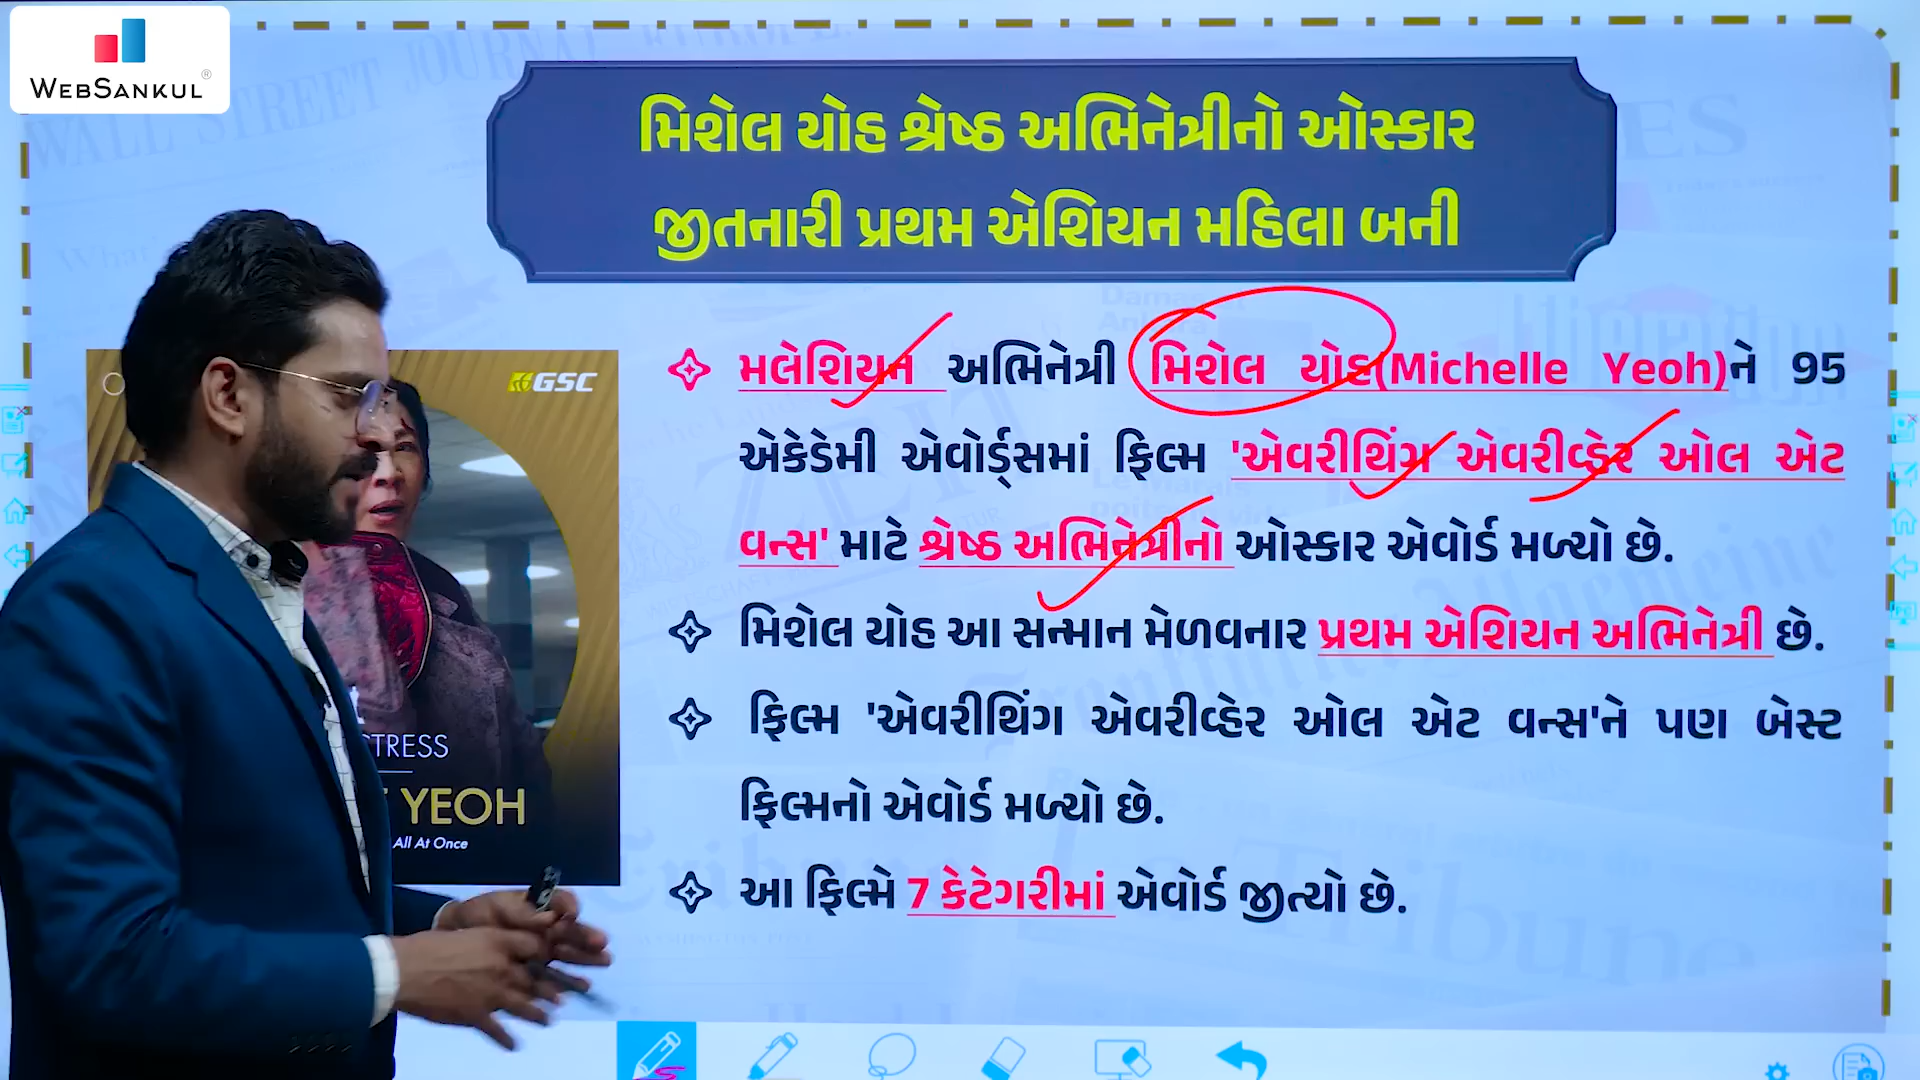 WEBSANKUL®
મિશેલ યોહ શ્રેષ્ઠ અભિનેત્રીનો ઓસ્કાર
જીતનારી પ્રથમ એશિયન મહિલા બની
મલેશિયન અભિનેત્રી મિશેલ યોહ(Michelle Yeoh)ને 95
એકેડેમી એવોર્ડ્સમાં ફિલ્મ 'એવરીથિંગ એવરીવ્હેર ઓલ એટ
વન્સ' માટે શ્રેષ્ઠ અભિનેત્રીનો ઓસ્કાર એવોર્ડ મળ્યો છે.
મિશેલ યોહ આ સન્માન મેળવનાર પ્રથમ એશિયન અભિનેત્રી છે.
ફિલ્મ 'એવરીથિંગ એવરીવ્હેર ઓલ એટ વન્સ'ને પણ બેસ્ટ
ફિલ્મનો એવોર્ડ મળ્યો છે.
આ ફિલ્મે 7 કેટેગરીમાં એવોર્ડ જીત્યો છે.
GSC
YEOH
All At Once